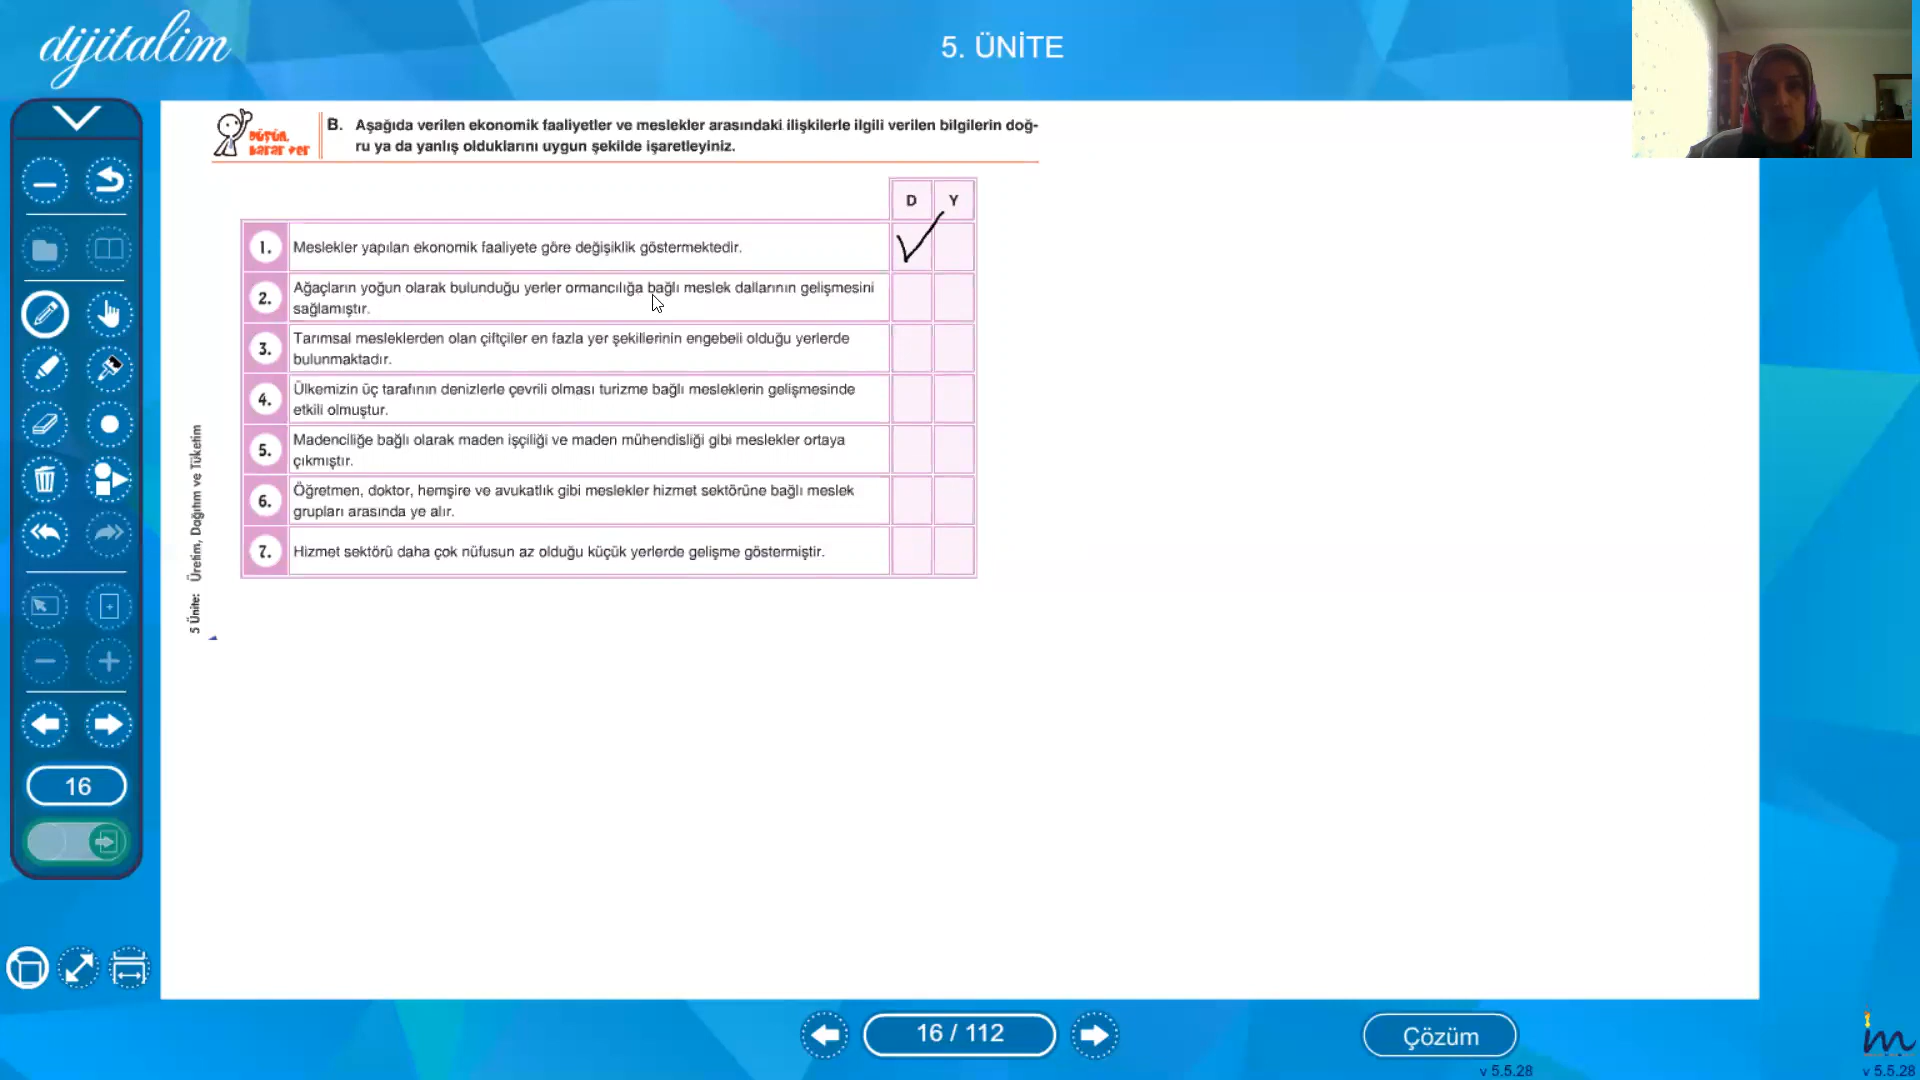 dijitalim
5. ÜNİTE
DÜŞÜN,
karar ver
B. Aşağıda verilen ekonomik faaliyetler ve meslekler arasındaki ilişkilerle ilgili verilen bilgilerin doğ-
ru ya da yanlış olduklarını uygun şekilde işaretleyiniz.
D Y
1. Meslekler yapılan ekonomik faaliyete göre değişiklik göstermektedir.
2. Ağaçların yoğun olarak bulunduğu yerler ormancılığa bağlı meslek dallarının gelişmesini
sağlamıştır.
3. Tarımsal mesleklerden olan çiftçiler en fazla yer şekillerinin engebeli olduğu yerlerde
bulunmaktadır.
4. Ülkemizin üç tarafının denizlerle çevrili olması turizme bağlı mesleklerin gelişmesinde
etkili olmuştur.
5. Madenciliğe bağlı olarak maden işçiliği ve maden mühendisliği gibi meslekler ortaya
çıkmıştır.
6. Öğretmen, doktor, hemşire ve avukatlık gibi meslekler hizmet sektörüne bağlı meslek
grupları arasında ye alır.
7. Hizmet sektörü daha çok nüfusun az olduğu küçük yerlerde gelişme göstermiştir.
5 Ünite: Üretim, Dağıtım ve Tüketim
16
16 / 112
Çözüm
v 5.5.28
im
v 5.5.28